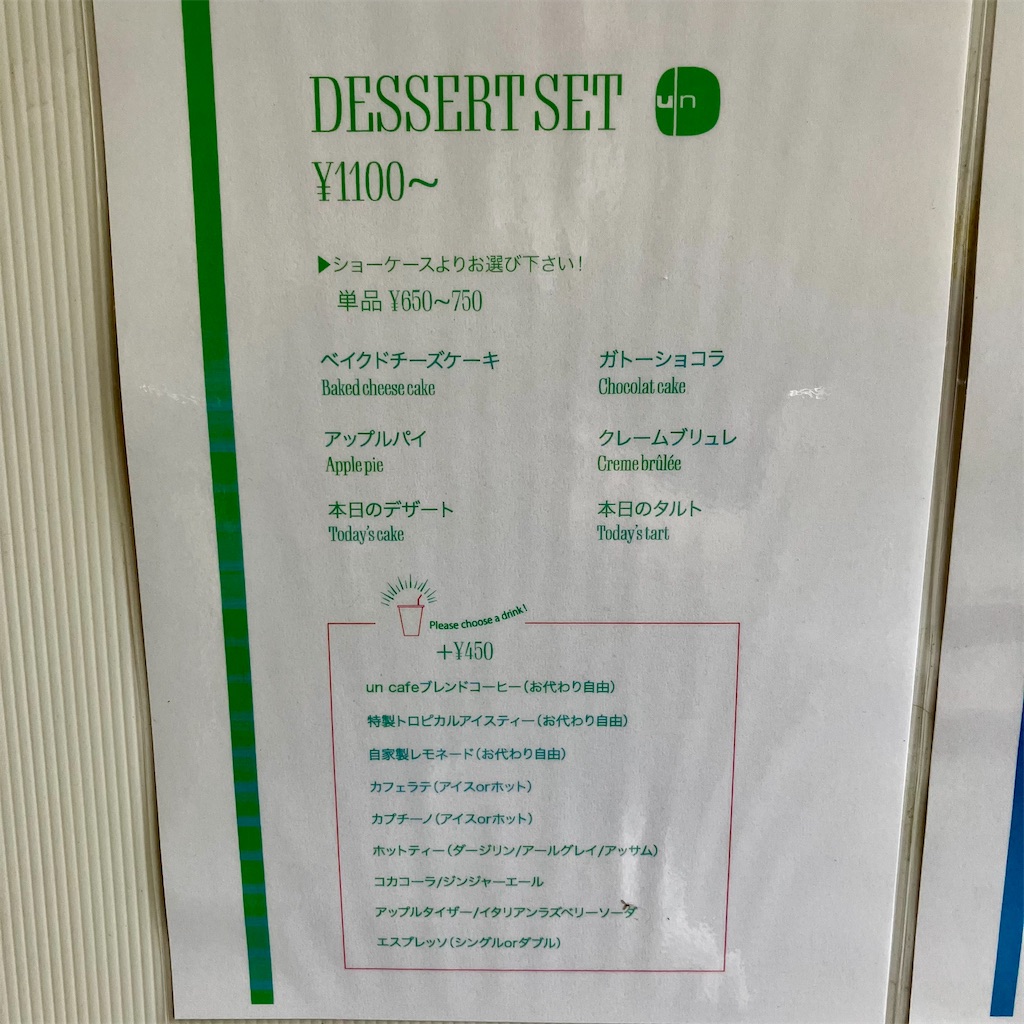 DESSERT SET
un
¥1100～
▶ショーケースよりお選び下さい！
単品 ¥650～750
ベイクドチーズケーキ
Baked cheese cake
ガトーショコラ
Chocolat cake
アップルパイ
Apple pie
クレームブリュレ
Creme brûlée
本日のデザート
Today's cake
本日のタルト
Today's tart
Please choose a drink!
+¥450
un cafeブレンドコーヒー（お代わり自由）
特製トロピカルアイスティー（お代わり自由）
自家製レモネード（お代わり自由）
カフェラテ（アイスorホット）
カプチーノ（アイスorホット）
ホットティー（ダージリン/アールグレイ/アッサム）
コカコーラ/ジンジャーエール
アップルタイザー/イタリアンラズベリーソーダ
エスプレッソ（シングルorダブル）